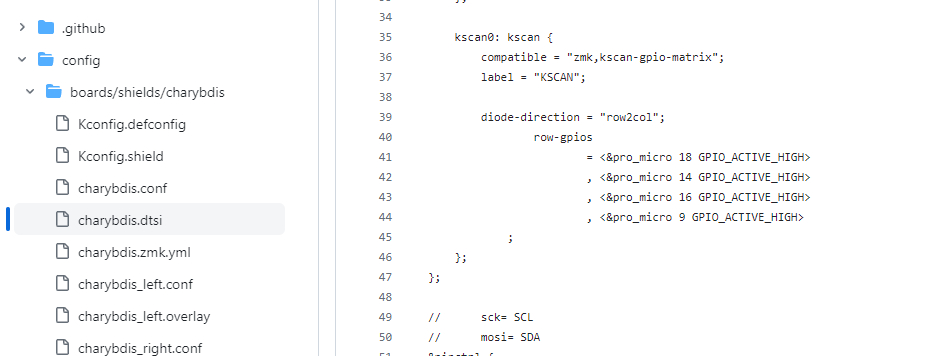 .github
config
boards/shields/charybdis
Kconfig.defconfig
Kconfig.shield
charybdis.conf
charybdis.dtsi
charybdis.zmk.yml
charybdis_left.conf
charybdis_left.overlay
charybdis_right.conf
34
35 kscan0: kscan {
36 compatible = "zmk,kscan-gpio-matrix";
37 label = "KSCAN";
38
39 diode-direction = "row2col";
40 row-gpios
41 = <&pro_micro 18 GPIO_ACTIVE_HIGH>
42 , <&pro_micro 14 GPIO_ACTIVE_HIGH>
43 , <&pro_micro 16 GPIO_ACTIVE_HIGH>
44 , <&pro_micro 9 GPIO_ACTIVE_HIGH>
45 ;
46 };
47 };
48
49 // sck= SCL
50 // mosi= SDA